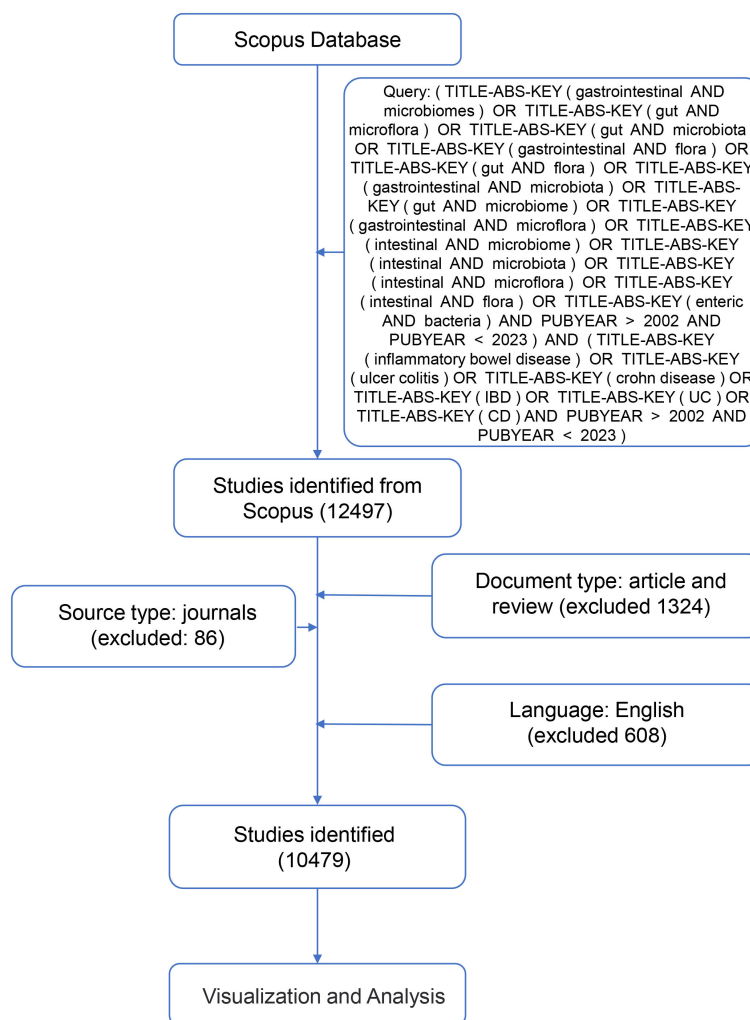 Scopus Database
Query: ( TITLE-ABS-KEY ( gastrointestinal AND
microbiomes ) OR TITLE-ABS-KEY ( gut AND
microflora ) OR TITLE-ABS-KEY ( gut AND microbiota
OR TITLE-ABS-KEY ( gastrointestinal AND flora ) OR
TITLE-ABS-KEY ( gut AND flora ) OR TITLE-ABS-KEY
( gastrointestinal AND microbiota ) OR TITLE-ABS-
KEY ( gut AND microbiome ) OR TITLE-ABS-KEY
( gastrointestinal AND microflora ) OR TITLE-ABS-KEY
( intestinal AND microbiome ) OR TITLE-ABS-KEY
( intestinal AND microbiota ) OR TITLE-ABS-KEY
( intestinal AND microflora ) OR TITLE-ABS-KEY
( intestinal AND flora ) OR TITLE-ABS-KEY ( enteric
AND bacteria ) AND PUBYEAR > 2002 AND
PUBYEAR < 2023 ) AND ( TITLE-ABS-KEY
( inflammatory bowel disease ) OR TITLE-ABS-KEY
( ulcer colitis ) OR TITLE-ABS-KEY ( crohn disease ) OR
TITLE-ABS-KEY ( IBD ) OR TITLE-ABS-KEY ( UC ) OR
TITLE-ABS-KEY ( CD ) AND PUBYEAR > 2002 AND
PUBYEAR < 2023 )
Studies identified from
Scopus (12497)
Document type: article and
review (excluded 1324)
Source type: journals
(excluded: 86)
Language: English
(excluded 608)
Studies identified
(10479)
Visualization and Analysis